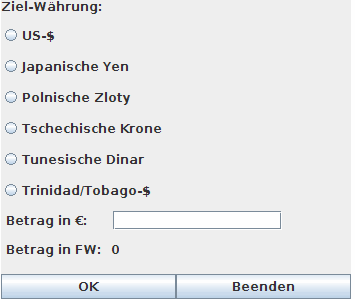 Ziel-Währung:
US-$
Japanische Yen
Polnische Zloty
Tschechische Krone
Tunesische Dinar
Trinidad/Tobago-$
Betrag in €:
Betrag in FW: 0
OK Beenden